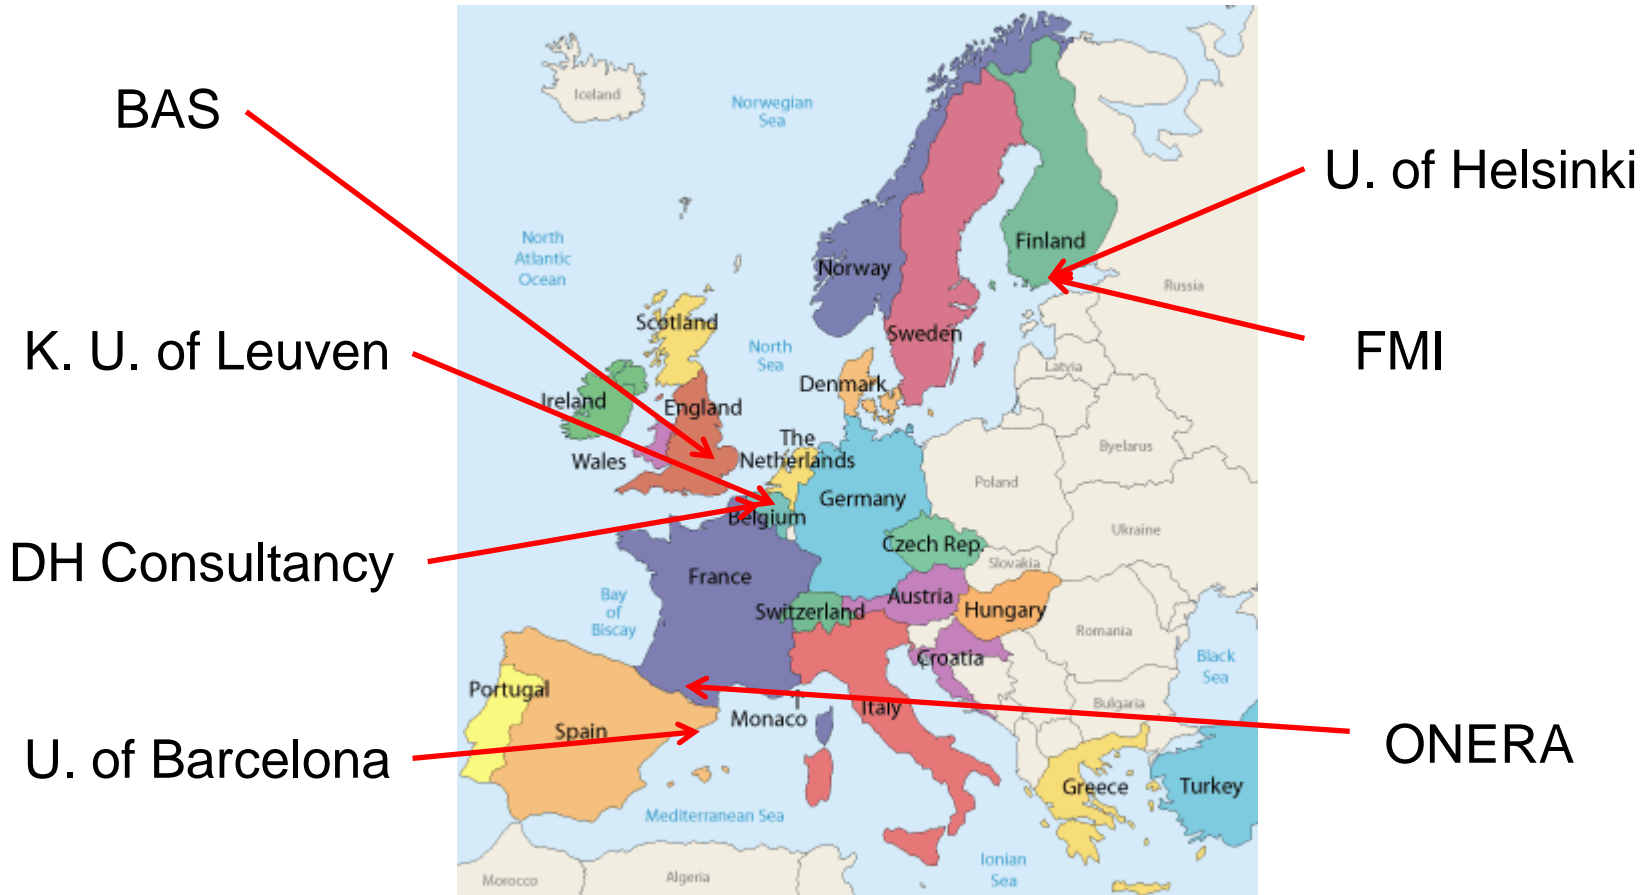 BAS
K. U. of Leuven
DH Consultancy
U. of Barcelona
Iceland
Norwegian
Sea
North
Atlantic
Ocean
Finland
Norway
Russia
Scotland
Sweden
North
Sea
Latvia
Denmark
Ireland
England
The
Netherlands
Wales
Byelarus
Poland
Germany
Belgium
Ukraine
Czech Rep.
Slovakia
France
Austria
Switzerland
Hungary
Bay
of
Biscay
Romania
Croatia
Black
Sea
Portugal
Bulgaria
Italy
Monaco
Spain
Greece
Turkey
Mediterranean Sea
Ionian
Sea
Algeria
Morocco
U. of Helsinki
FMI
ONERA